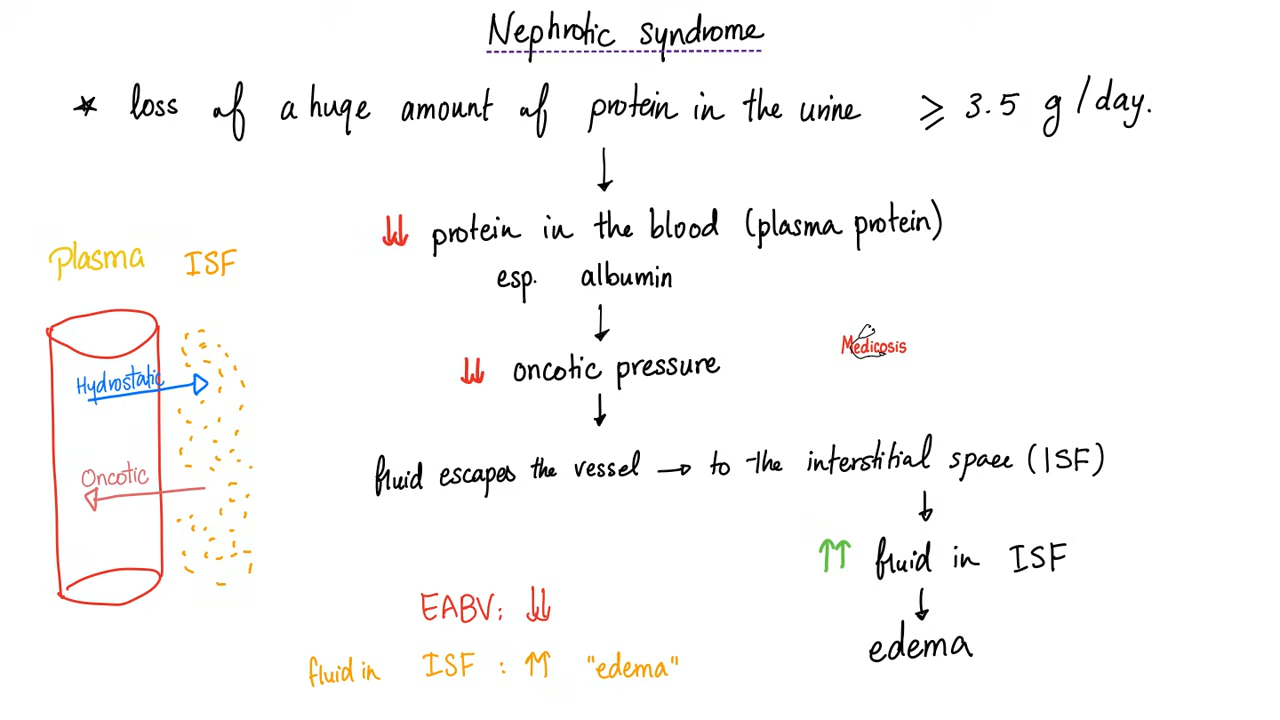 Nephrotic syndrome
* loss of a huge amount of protein in the urine ≥ 3.5 g/day.
↓
↓↓ protein in the blood (plasma protein)
esp. albumin
↓
↓↓ oncotic pressure
↓
fluid escapes the vessel → to the interstitial space (ISF)
↓
↑↑ fluid in ISF
↓
edema
Plasma ISF
Hydrostatic
Oncotic
Medicosis
EABV: ↓↓
fluid in ISF : ↑↑ "edema"